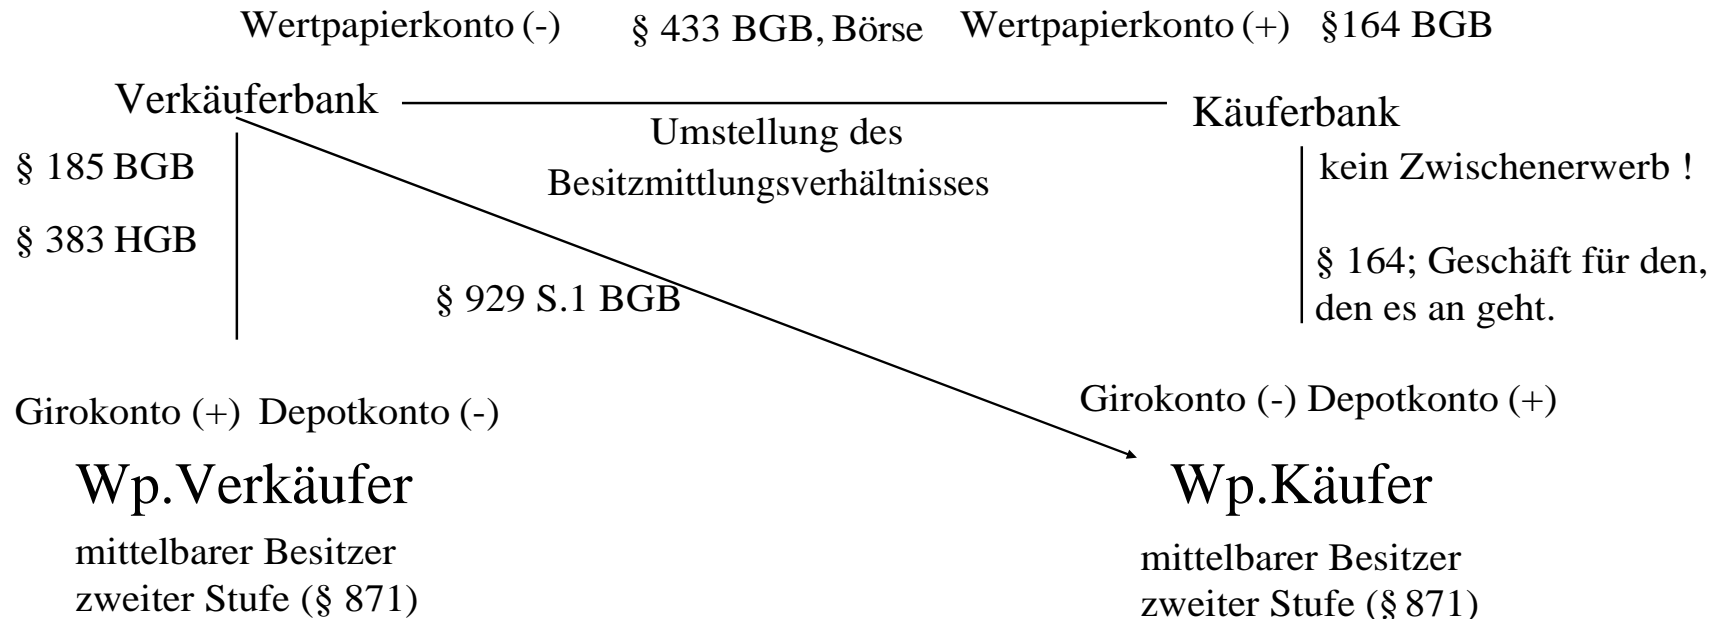 Wertpapierkonto (-) § 433 BGB, Börse Wertpapierkonto (+) §164 BGB
Verkäuferbank
Käuferbank
Umstellung des
Besitzmittlungsverhältnisses
§ 185 BGB
§ 383 HGB
kein Zwischenerwerb !
§ 164; Geschäft für den,
den es an geht.
§ 929 S.1 BGB
Girokonto (+) Depotkonto (-)
Girokonto (-) Depotkonto (+)
Wp.Verkäufer
mittelbarer Besitzer
zweiter Stufe (§ 871)
Wp.Käufer
mittelbarer Besitzer
zweiter Stufe (§ 871)